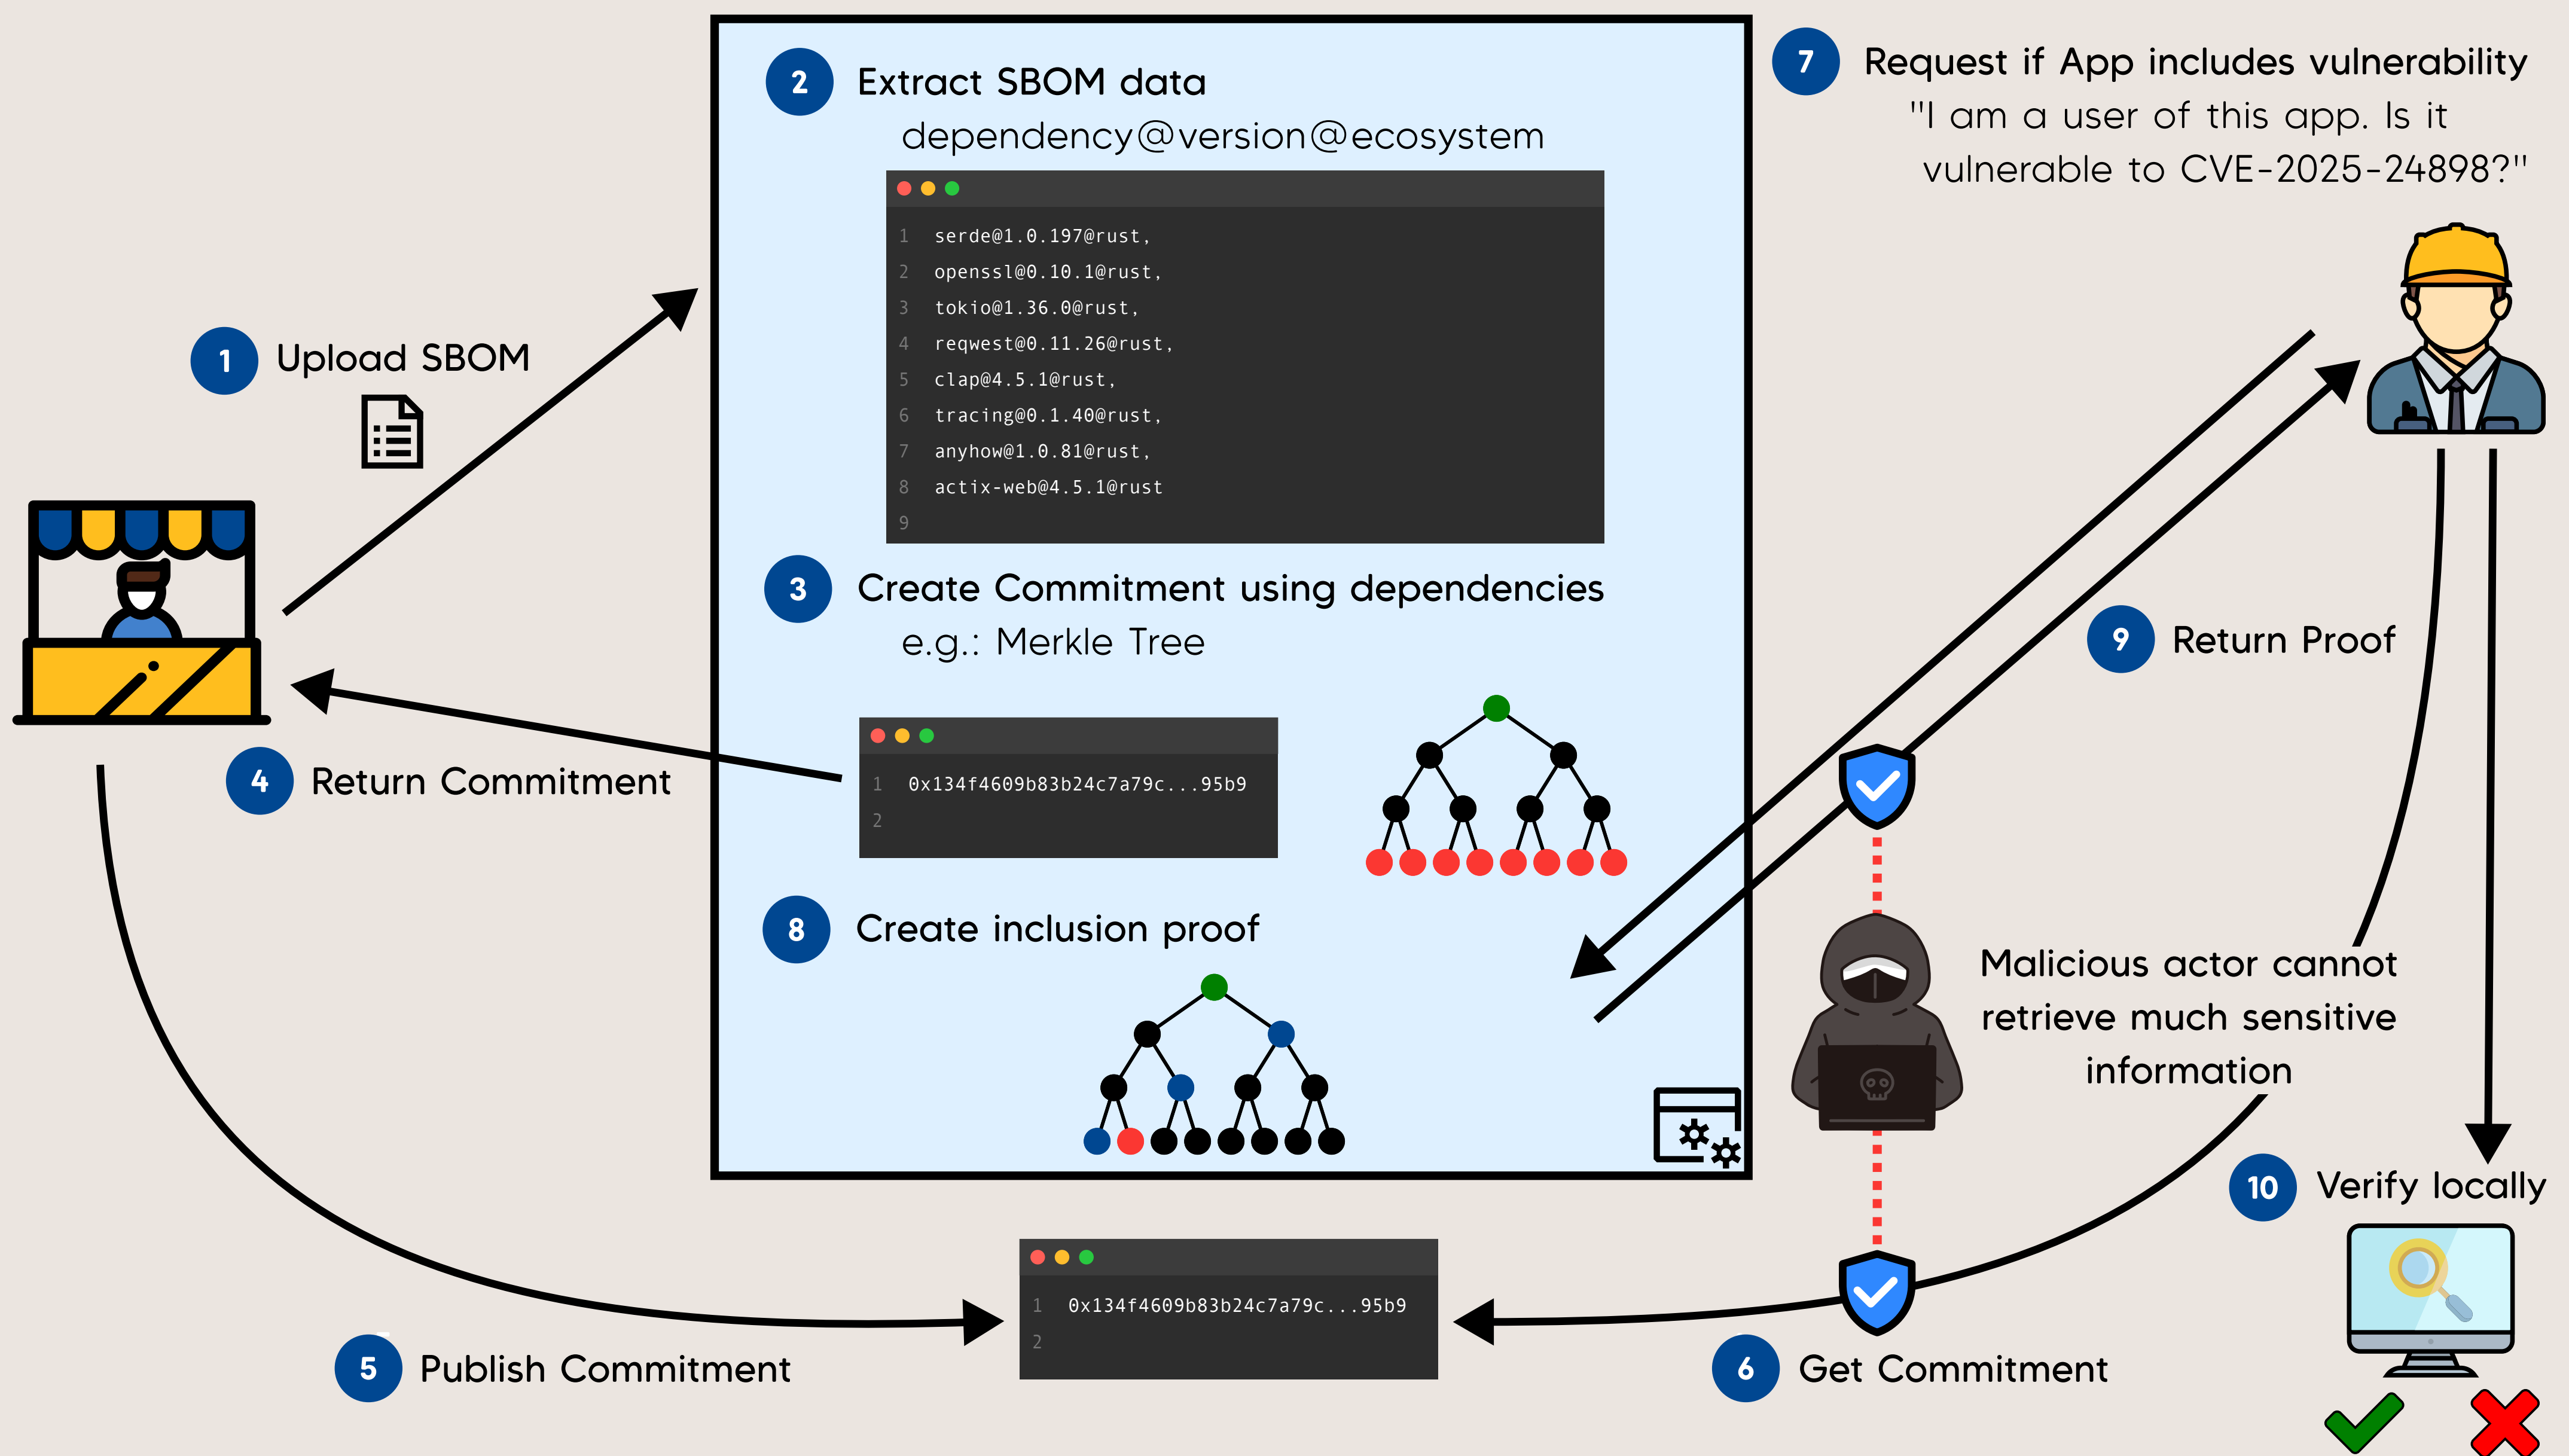 1 Upload SBOM
2 Extract SBOM data
dependency@version@ecosystem
1 serde@1.0.197@rust,
2 openssl@0.10.1@rust,
3 tokio@1.36.0@rust,
4 reqwest@0.11.26@rust,
5 clap@4.5.1@rust,
6 tracing@0.1.40@rust,
7 anyhow@1.0.81@rust,
8 actix-web@4.5.1@rust
9
3 Create Commitment using dependencies
e.g.: Merkle Tree
1 0x134f4609b83b24c7a79c...95b9
2
4 Return Commitment
5 Publish Commitment
1 0x134f4609b83b24c7a79c...95b9
2
6 Get Commitment
7 Request if App includes vulnerability
"I am a user of this app. Is it
vulnerable to CVE-2025-24898?"
8 Create inclusion proof
9 Return Proof
Malicious actor cannot
retrieve much sensitive
information
10 Verify locally